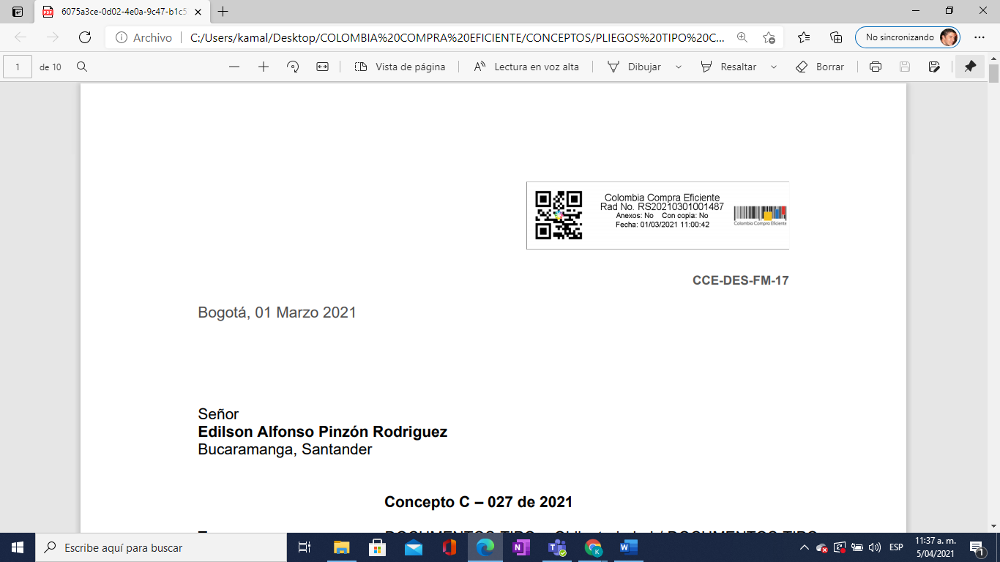 6075a3ce-0d02-4e0a-9c47-b1c5
Archivo
C:/Users/kamal/Desktop/COLOMBIA%20COMPRA%20EFICIENTE/CONCEPTOS/PLIEGOS%20TIPO%20C...
No sincronizando
1 de 10
Vista de página
Lectura en voz alta
Dibujar
Resaltar
Borrar
Colombia Compra Eficiente
Rad No. RS20210301001487
Anexos: No Con copia: No
Fecha: 01/03/2021 11:00:42
Colombia Compra Eficiente
CCE-DES-FM-17
Bogotá, 01 Marzo 2021
Señor
Edilson Alfonso Pinzón Rodriguez
Bucaramanga, Santander
Concepto C – 027 de 2021
Escribe aquí para buscar
ESP
11:37 a. m.
5/04/2021
1